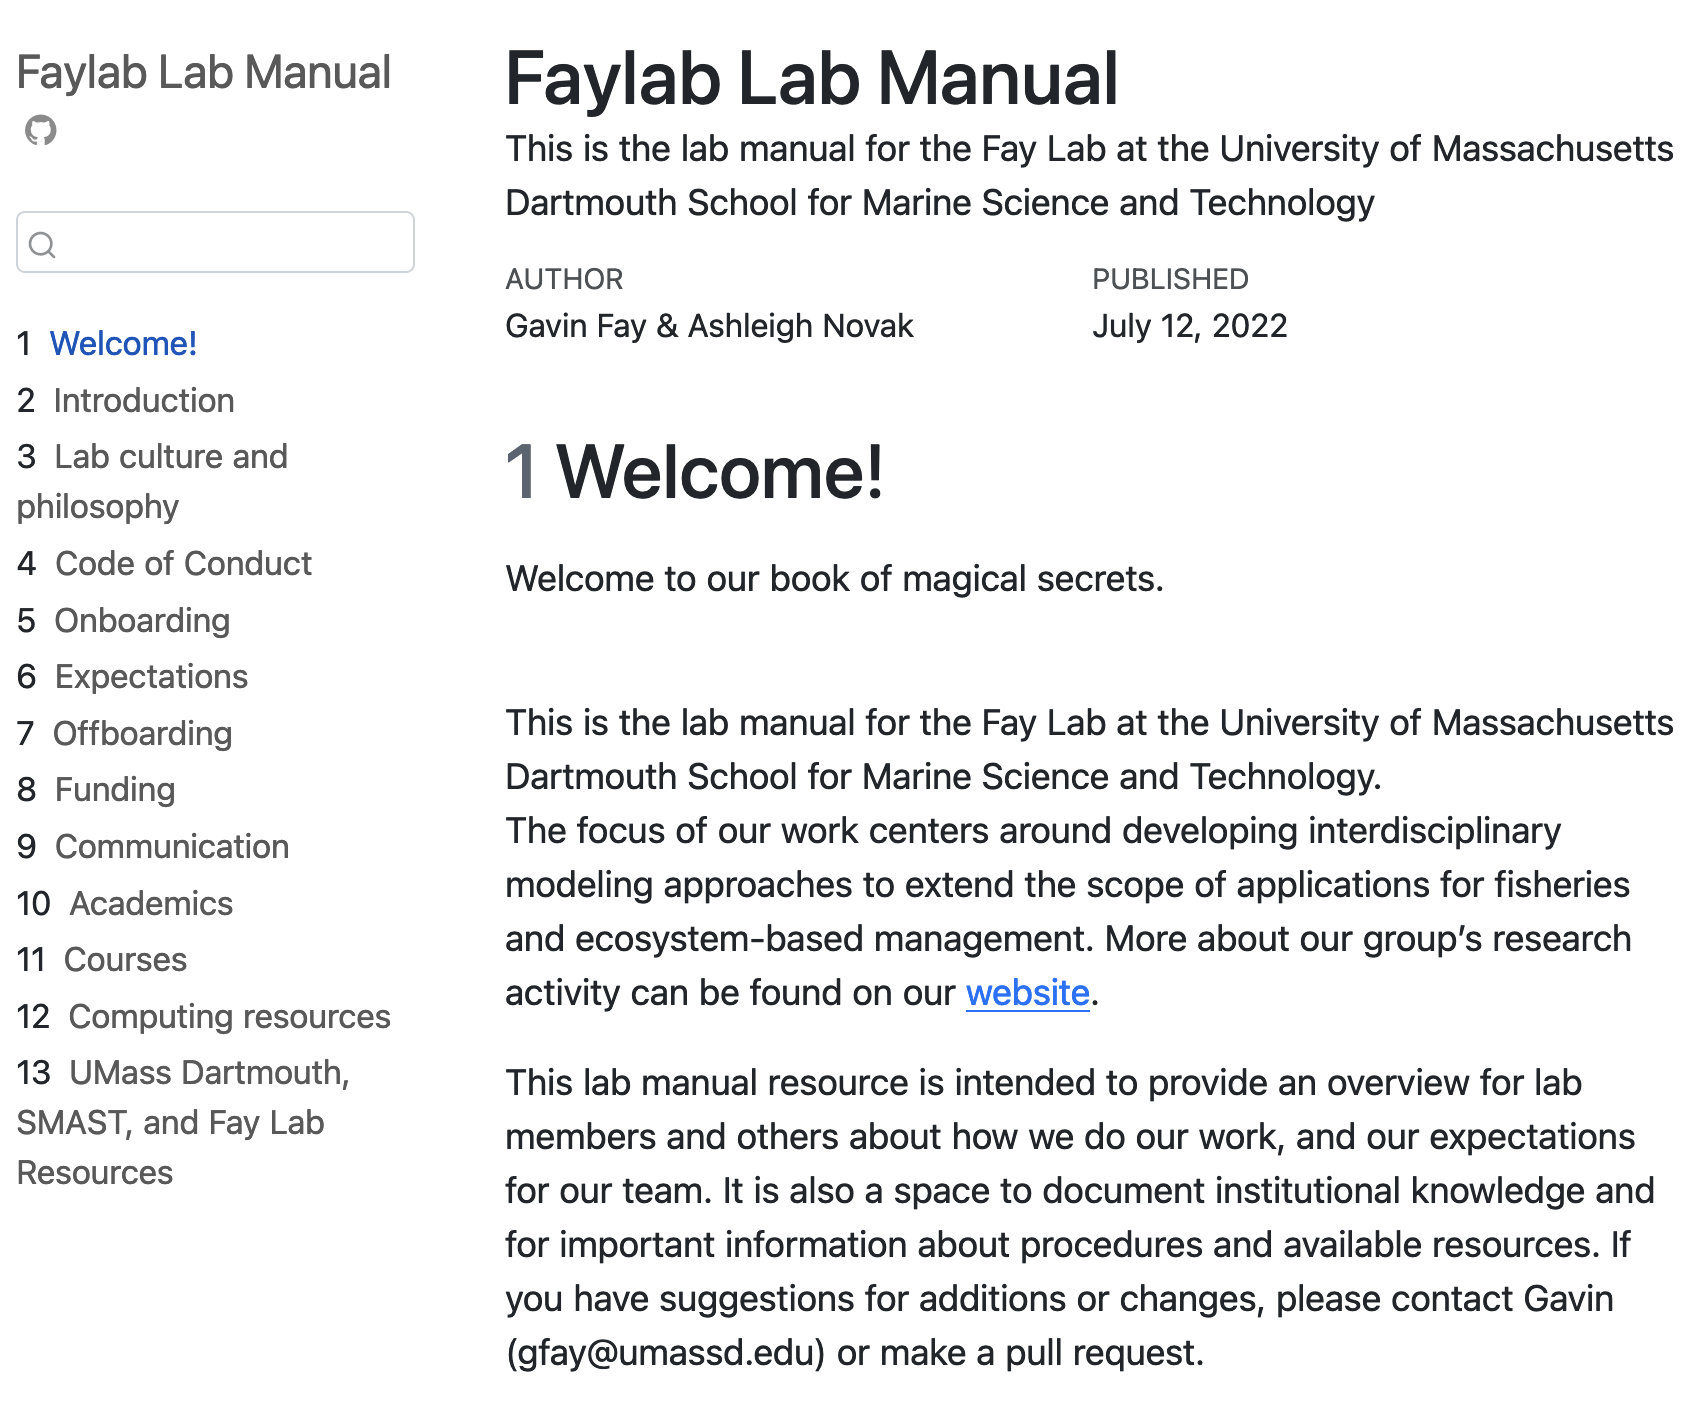 Faylab Lab Manual
1 Welcome!
2 Introduction
3 Lab culture and
philosophy
4 Code of Conduct
5 Onboarding
6 Expectations
7 Offboarding
8 Funding
9 Communication
10 Academics
11 Courses
12 Computing resources
13 UMass Dartmouth,
SMAST, and Fay Lab
Resources
Faylab Lab Manual
This is the lab manual for the Fay Lab at the University of Massachusetts
Dartmouth School for Marine Science and Technology
AUTHOR
Gavin Fay & Ashleigh Novak
PUBLISHED
July 12, 2022
1 Welcome!
Welcome to our book of magical secrets.
This is the lab manual for the Fay Lab at the University of Massachusetts
Dartmouth School for Marine Science and Technology.
The focus of our work centers around developing interdisciplinary
modeling approaches to extend the scope of applications for fisheries
and ecosystem-based management. More about our group’s research
activity can be found on our website.
This lab manual resource is intended to provide an overview for lab
members and others about how we do our work, and our expectations
for our team. It is also a space to document institutional knowledge and
for important information about procedures and available resources. If
you have suggestions for additions or changes, please contact Gavin
(gfay@umassd.edu) or make a pull request.